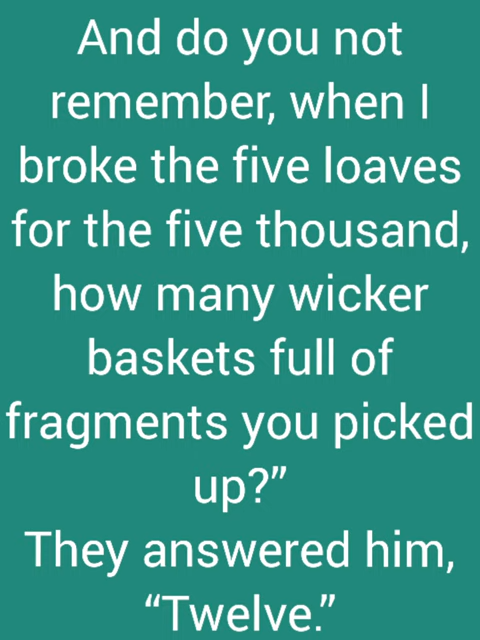 And do you not
remember, when I
broke the five loaves
for the five thousand,
how many wicker
baskets full of
fragments you picked
up?”
They answered him,
“Twelve.”